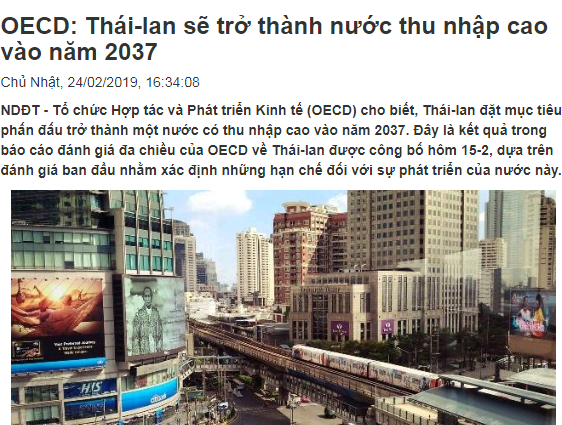 OECD: Thái-lan sẽ trở thành nước thu nhập cao
vào năm 2037
Chủ Nhật, 24/02/2019, 16:34:08
NDĐT - Tổ chức Hợp tác và Phát triển Kinh tế (OECD) cho biết, Thái-lan đặt mục tiêu
phấn đấu trở thành một nước có thu nhập cao vào năm 2037. Đây là kết quả trong
báo cáo đánh giá đa chiều của OECD về Thái-lan được công bố hôm 15-2, dựa trên
đánh giá ban đầu nhằm xác định những hạn chế đối với sự phát triển của nước này.
HIS
citibank